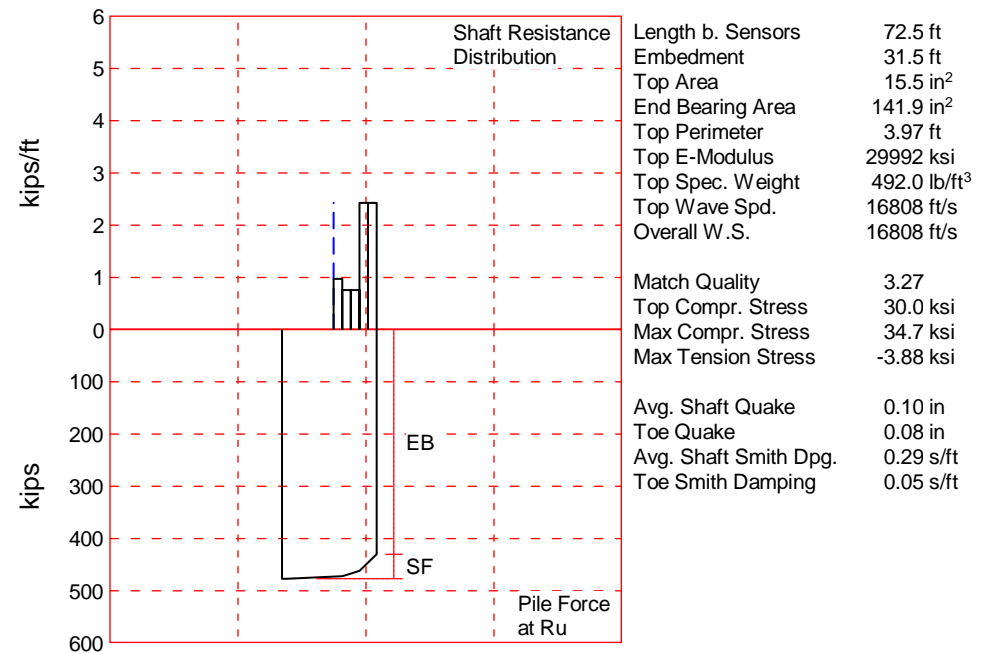 6
5
4
3
2
1
0
100
200
300
400
500
600
kips/ft
kips
Shaft Resistance
Distribution
EB
SF
Pile Force
at Ru
Length b. Sensors 72.5 ft
Embedment 31.5 ft
Top Area 15.5 in²
End Bearing Area 141.9 in²
Top Perimeter 3.97 ft
Top E-Modulus 29992 ksi
Top Spec. Weight 492.0 lb/ft³
Top Wave Spd. 16808 ft/s
Overall W.S. 16808 ft/s
Match Quality 3.27
Top Compr. Stress 30.0 ksi
Max Compr. Stress 34.7 ksi
Max Tension Stress -3.88 ksi
Avg. Shaft Quake 0.10 in
Toe Quake 0.08 in
Avg. Shaft Smith Dpg. 0.29 s/ft
Toe Smith Damping 0.05 s/ft